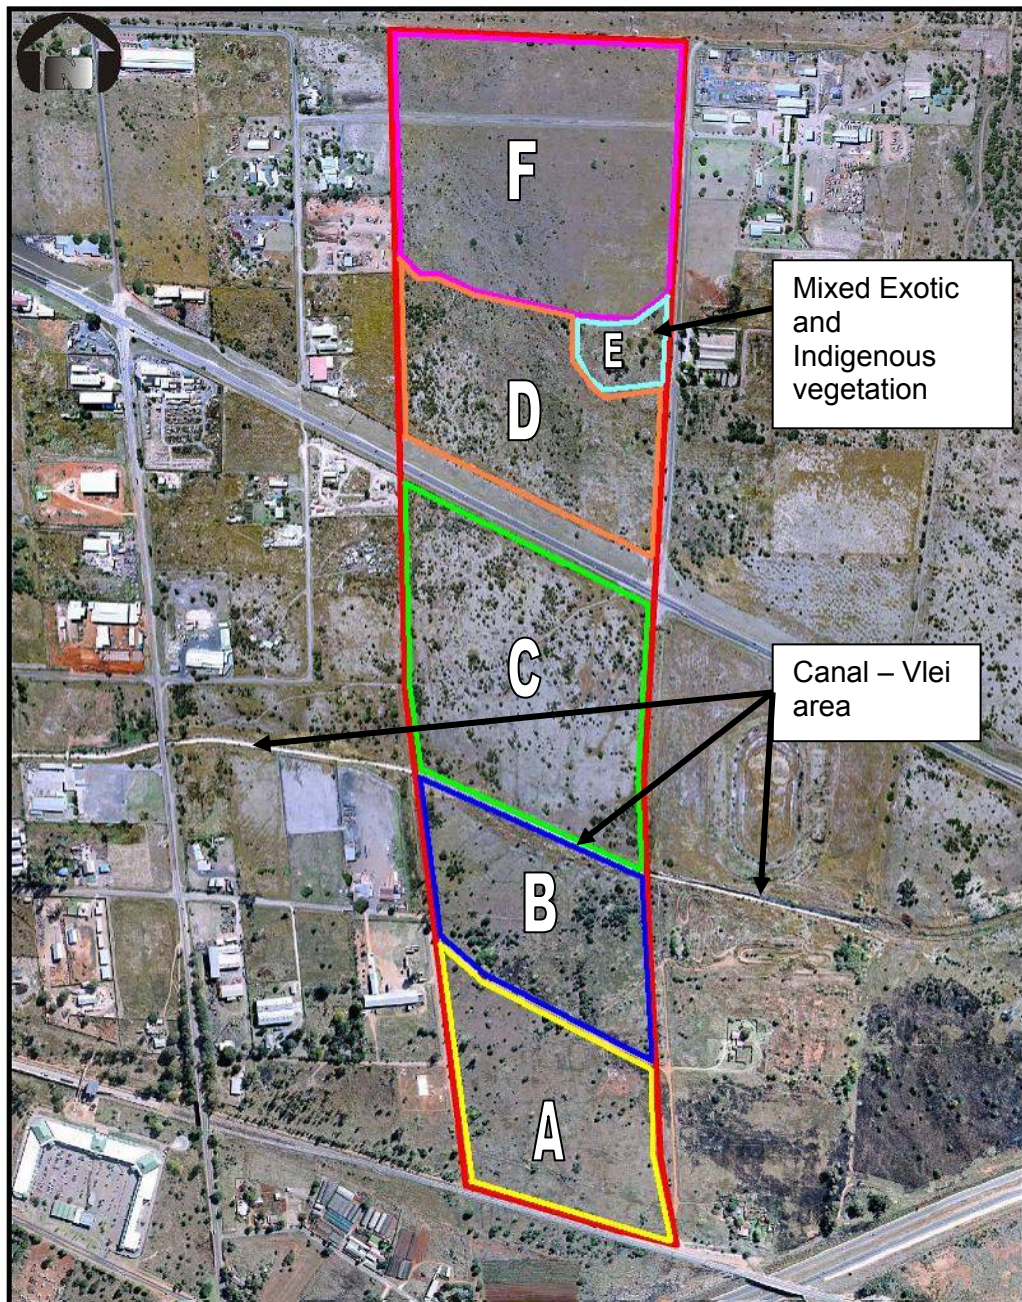 N
F
Mixed Exotic
and
Indigenous
vegetation
E
D
C
Canal – Vlei
area
B
A